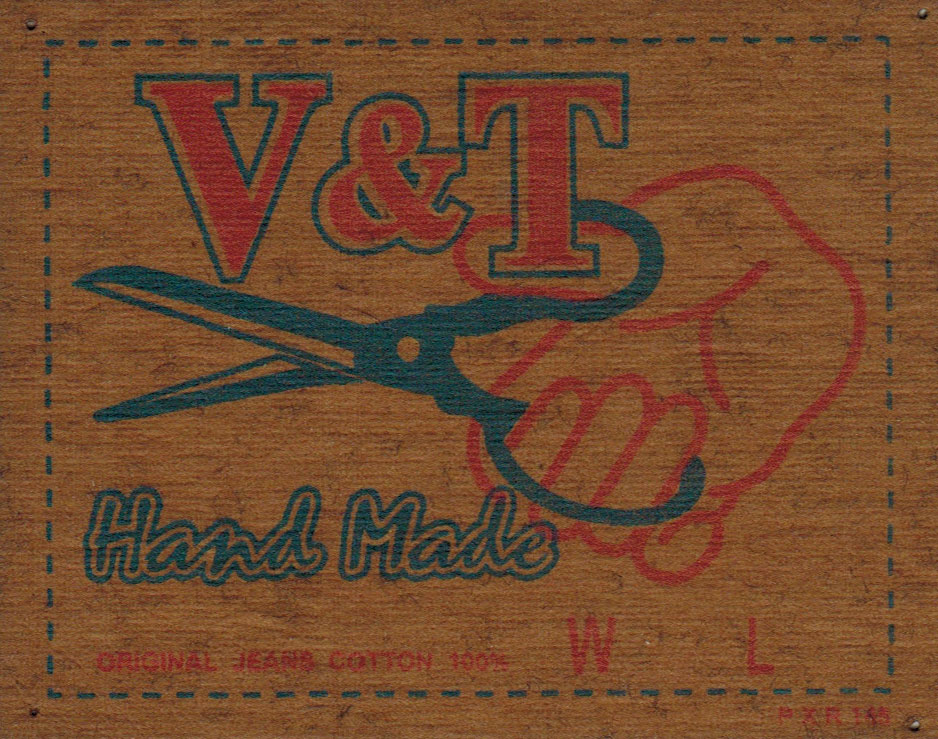 V&T
Hand Made
ORIGINAL JEANS COTTON 100% W L